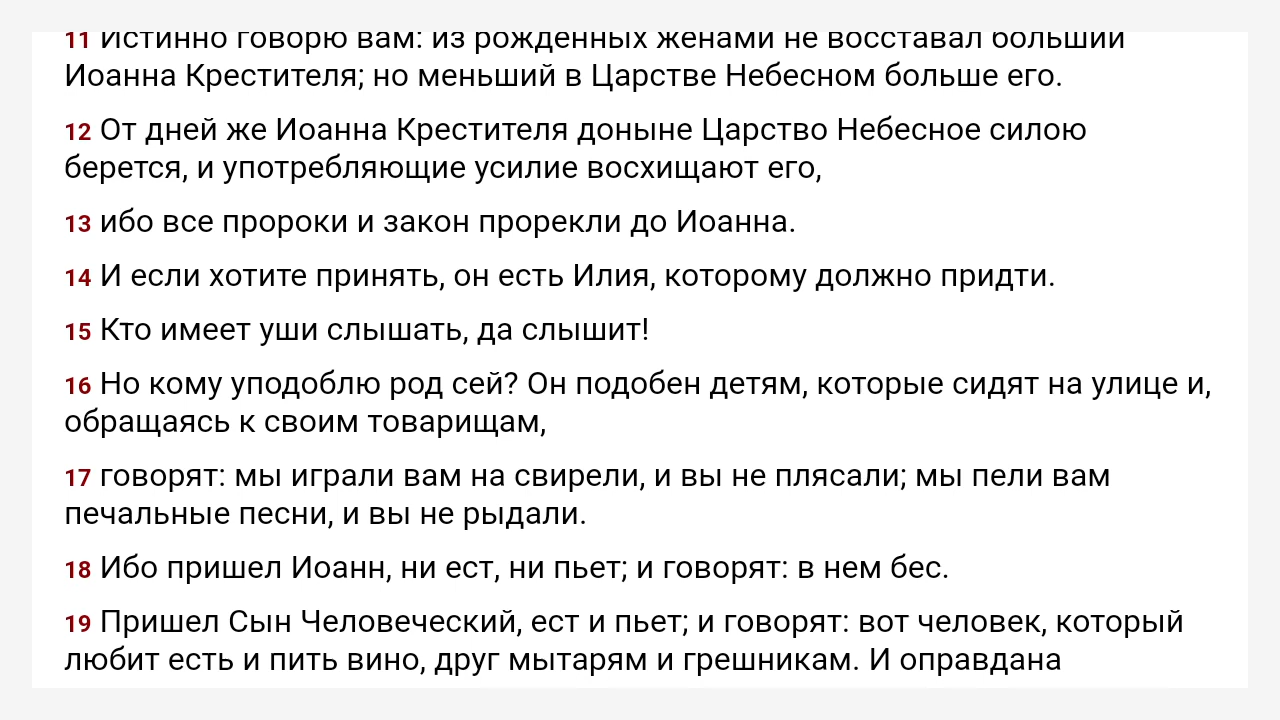 11 Истинно говорю вам: из рожденных женами не восставал больший
Иоанна Крестителя; но меньший в Царстве Небесном больше его.
12 От дней же Иоанна Крестителя доныне Царство Небесное силою
берется, и употребляющие усилие восхищают его,
13 ибо все пророки и закон прорекли до Иоанна.
14 И если хотите принять, он есть Илия, которому должно придти.
15 Кто имеет уши слышать, да слышит!
16 Но кому уподоблю род сей? Он подобен детям, которые сидят на улице и,
обращаясь к своим товарищам,
17 говорят: мы играли вам на свирели, и вы не плясали; мы пели вам
печальные песни, и вы не рыдали.
18 Ибо пришел Иоанн, ни ест, ни пьет; и говорят: в нем бес.
19 Пришел Сын Человеческий, ест и пьет; и говорят: вот человек, который
любит есть и пить вино, друг мытарям и грешникам. И оправдана